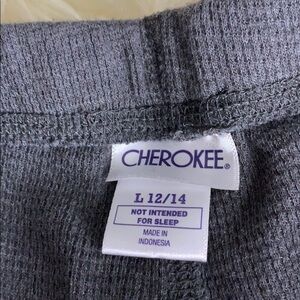 CHEROKEE®
L 12/14
NOT INTENDED
FOR SLEEP
MADE IN
INDONESIA